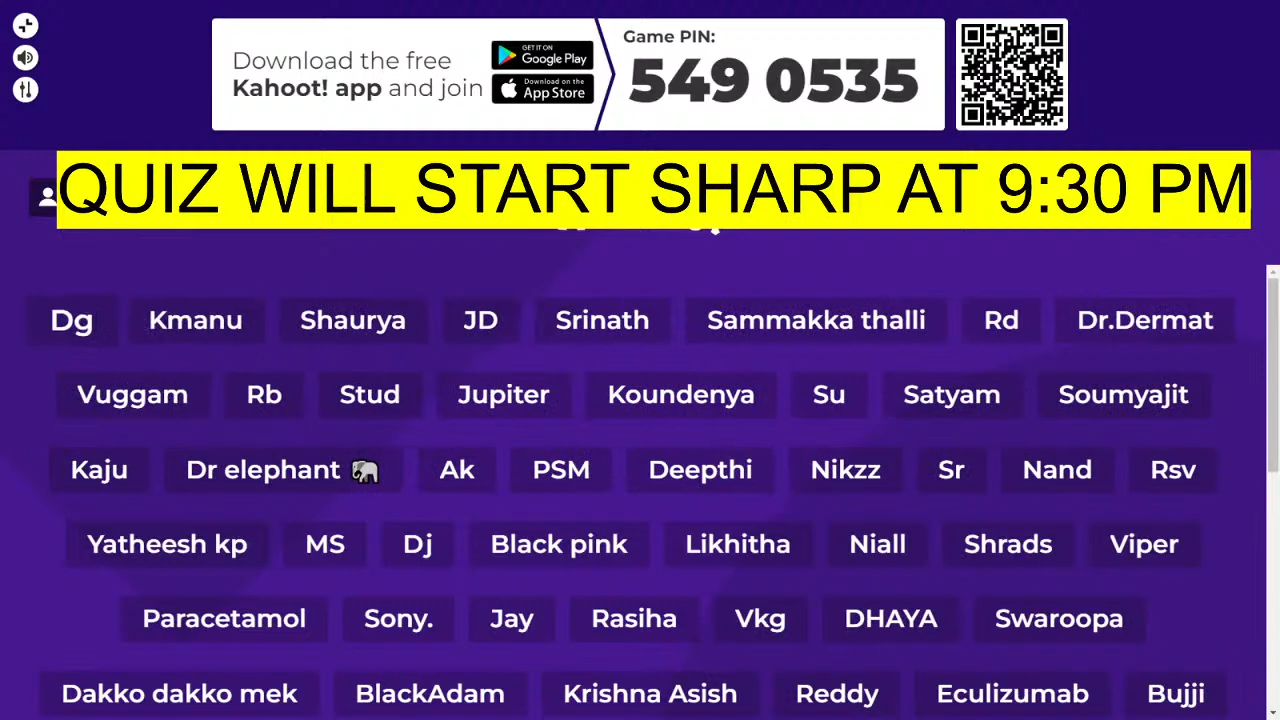 Download the free
Kahoot! app and join
GET IT ON
Google Play
Download on the
App Store
Game PIN:
549 0535
QUIZ WILL START SHARP AT 9:30 PM
Dg Kmanu Shaurya JD Srinath Sammakka thalli Rd Dr.Dermat
Vuggam Rb Stud Jupiter Koundenya Su Satyam Soumyajit
Kaju Dr elephant 🐘 Ak PSM Deepthi Nikzz Sr Nand Rsv
Yatheesh kp MS Dj Black pink Likhitha Niall Shrads Viper
Paracetamol Sony. Jay Rasiha Vkg DHAYA Swaroopa
Dakko dakko mek BlackAdam Krishna Asish Reddy Eculizumab Bujji